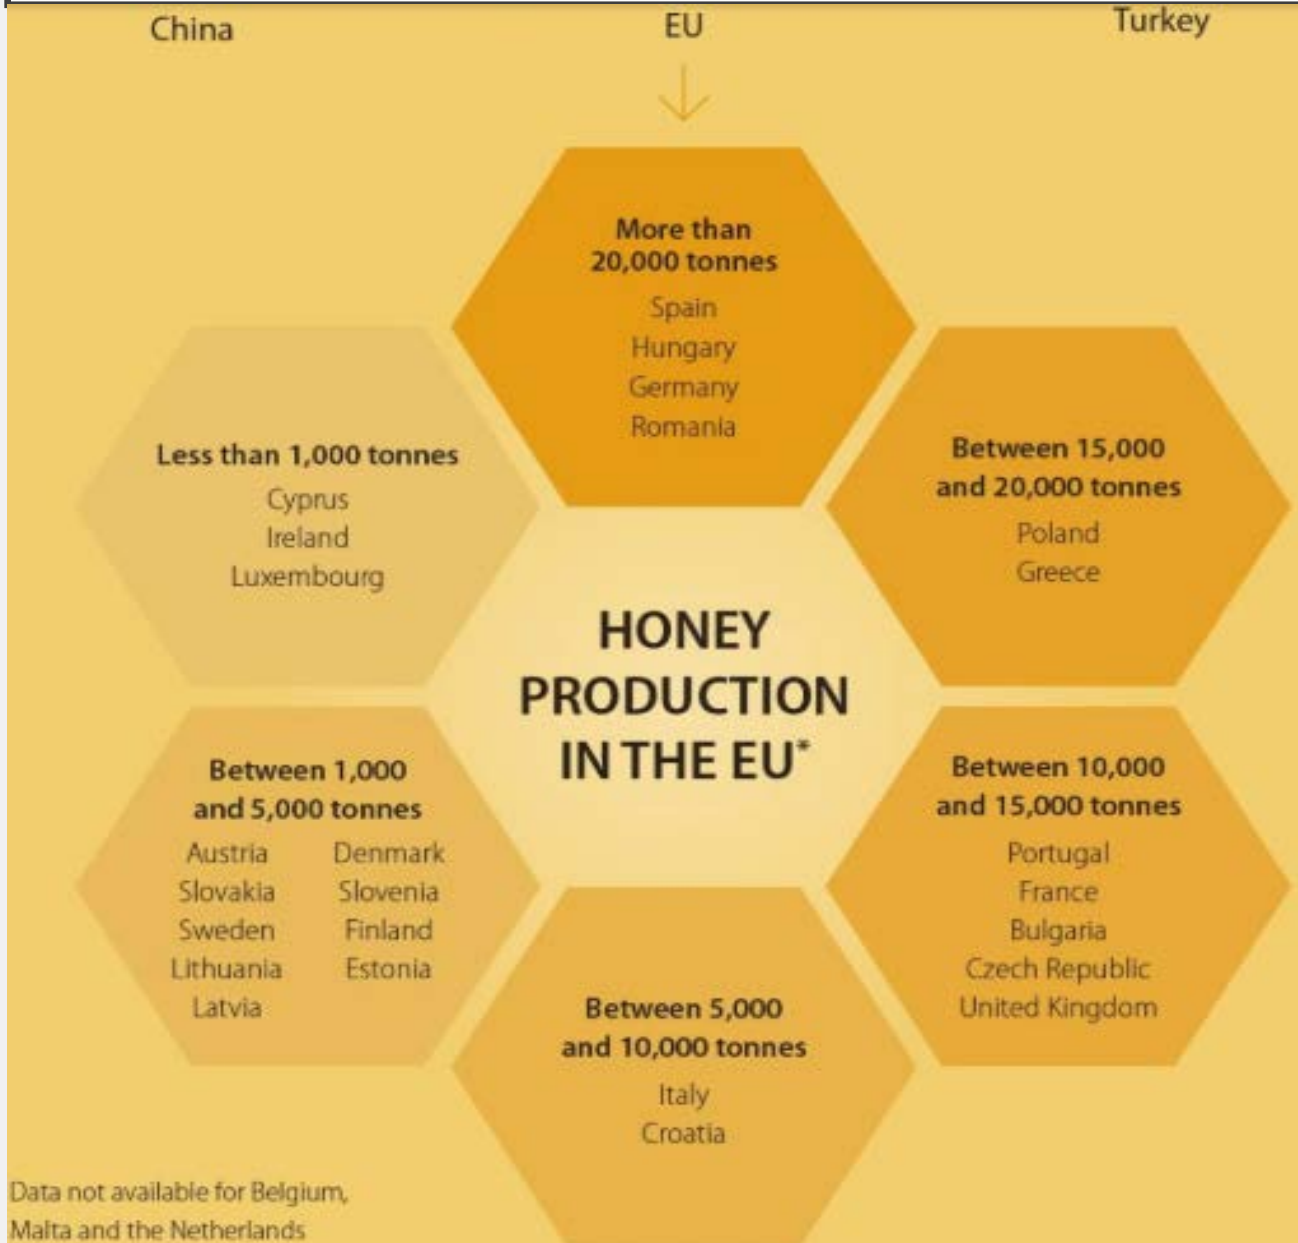 China
EU
Turkey
More than
20,000 tonnes
Spain
Hungary
Germany
Romania
Less than 1,000 tonnes
Cyprus
Ireland
Luxembourg
Between 15,000
and 20,000 tonnes
Poland
Greece
HONEY
PRODUCTION
IN THE EU*
Between 1,000
and 5,000 tonnes
Austria Denmark
Slovakia Slovenia
Sweden Finland
Lithuania Estonia
Latvia
Between 10,000
and 15,000 tonnes
Portugal
France
Bulgaria
Czech Republic
United Kingdom
Between 5,000
and 10,000 tonnes
Italy
Croatia
Data not available for Belgium,
Malta and the Netherlands